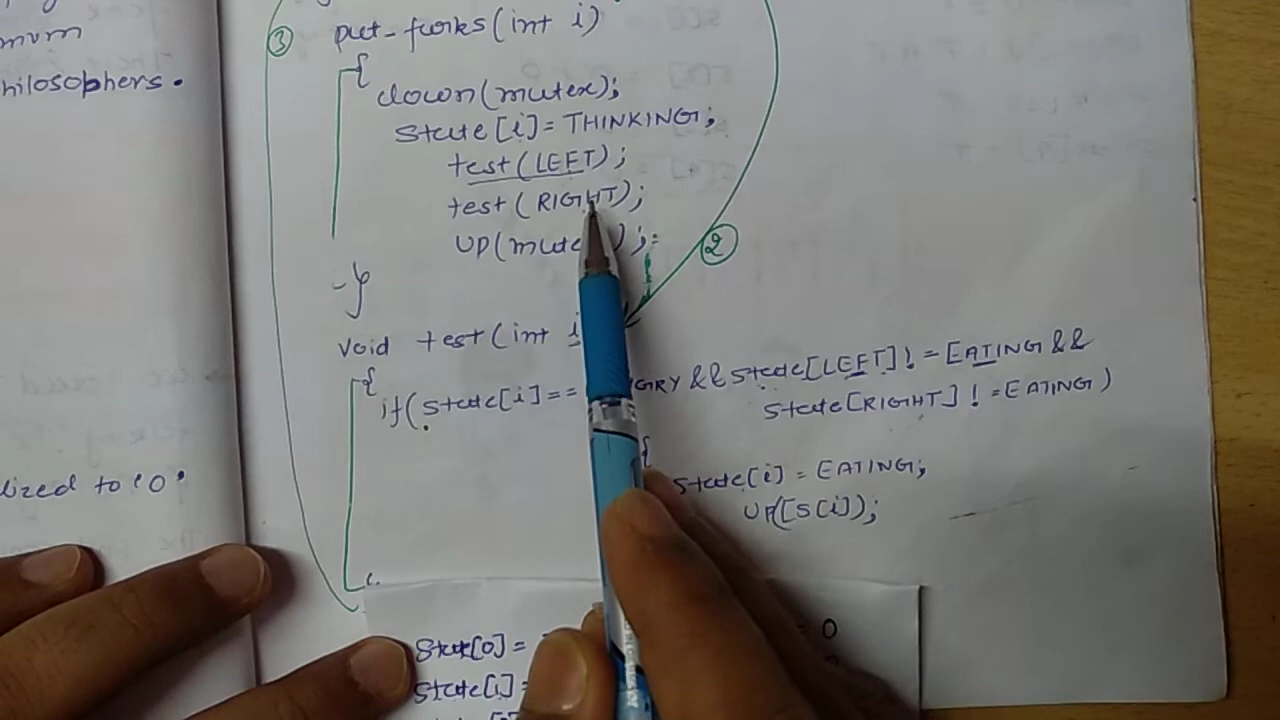 mum
hilosophers.
lized to '0'
③ put-forks(int i)
{
down(mutex);
state[i]=THINKING;
test(LEFT);
test(RIGHT);
UP(mute );
}
②
void test(int i
{
if(state[i]== GRY && state[LEFT]!=EATING &&
state[RIGHT]!=EATING)
{
state[i] = EATING;
UP([S[i]);
State[0]= = 0
state[i]=